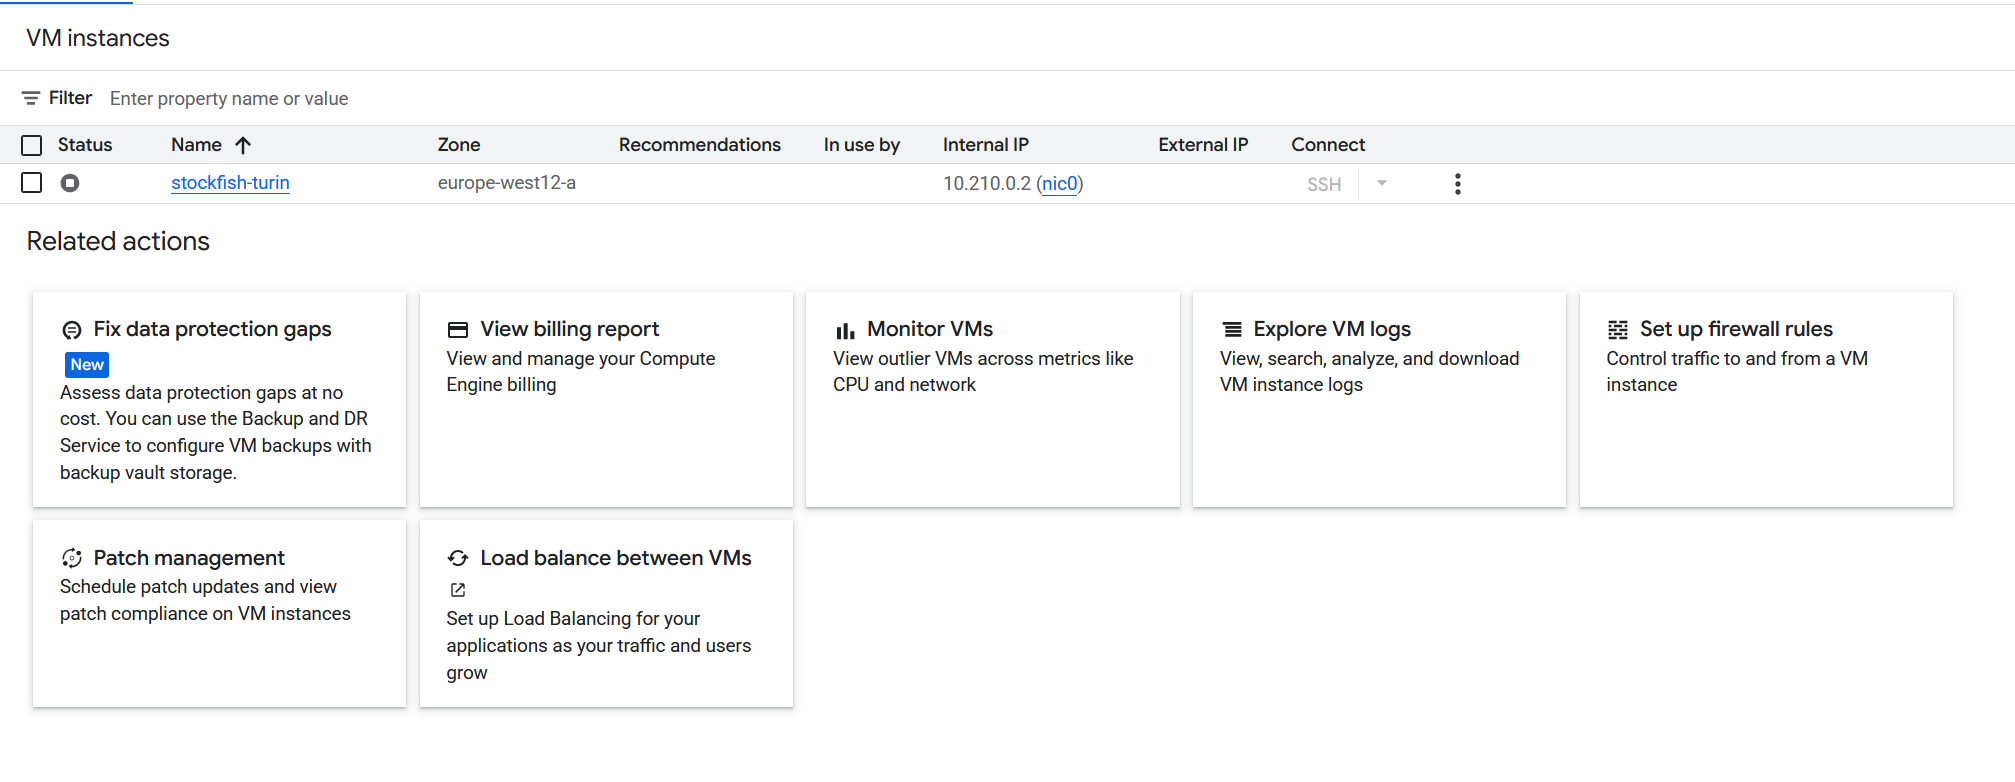 VM instances
Filter Enter property name or value
Status Name Zone Recommendations In use by Internal IP External IP Connect
stockfish-turin europe-west12-a 10.210.0.2 (nic0) SSH
Related actions
Fix data protection gaps
New
Assess data protection gaps at no
cost. You can use the Backup and DR
Service to configure VM backups with
backup vault storage.
View billing report
View and manage your Compute
Engine billing
Monitor VMs
View outlier VMs across metrics like
CPU and network
Explore VM logs
View, search, analyze, and download
VM instance logs
Set up firewall rules
Control traffic to and from a VM
instance
Patch management
Schedule patch updates and view
patch compliance on VM instances
Load balance between VMs
Set up Load Balancing for your
applications as your traffic and users
grow